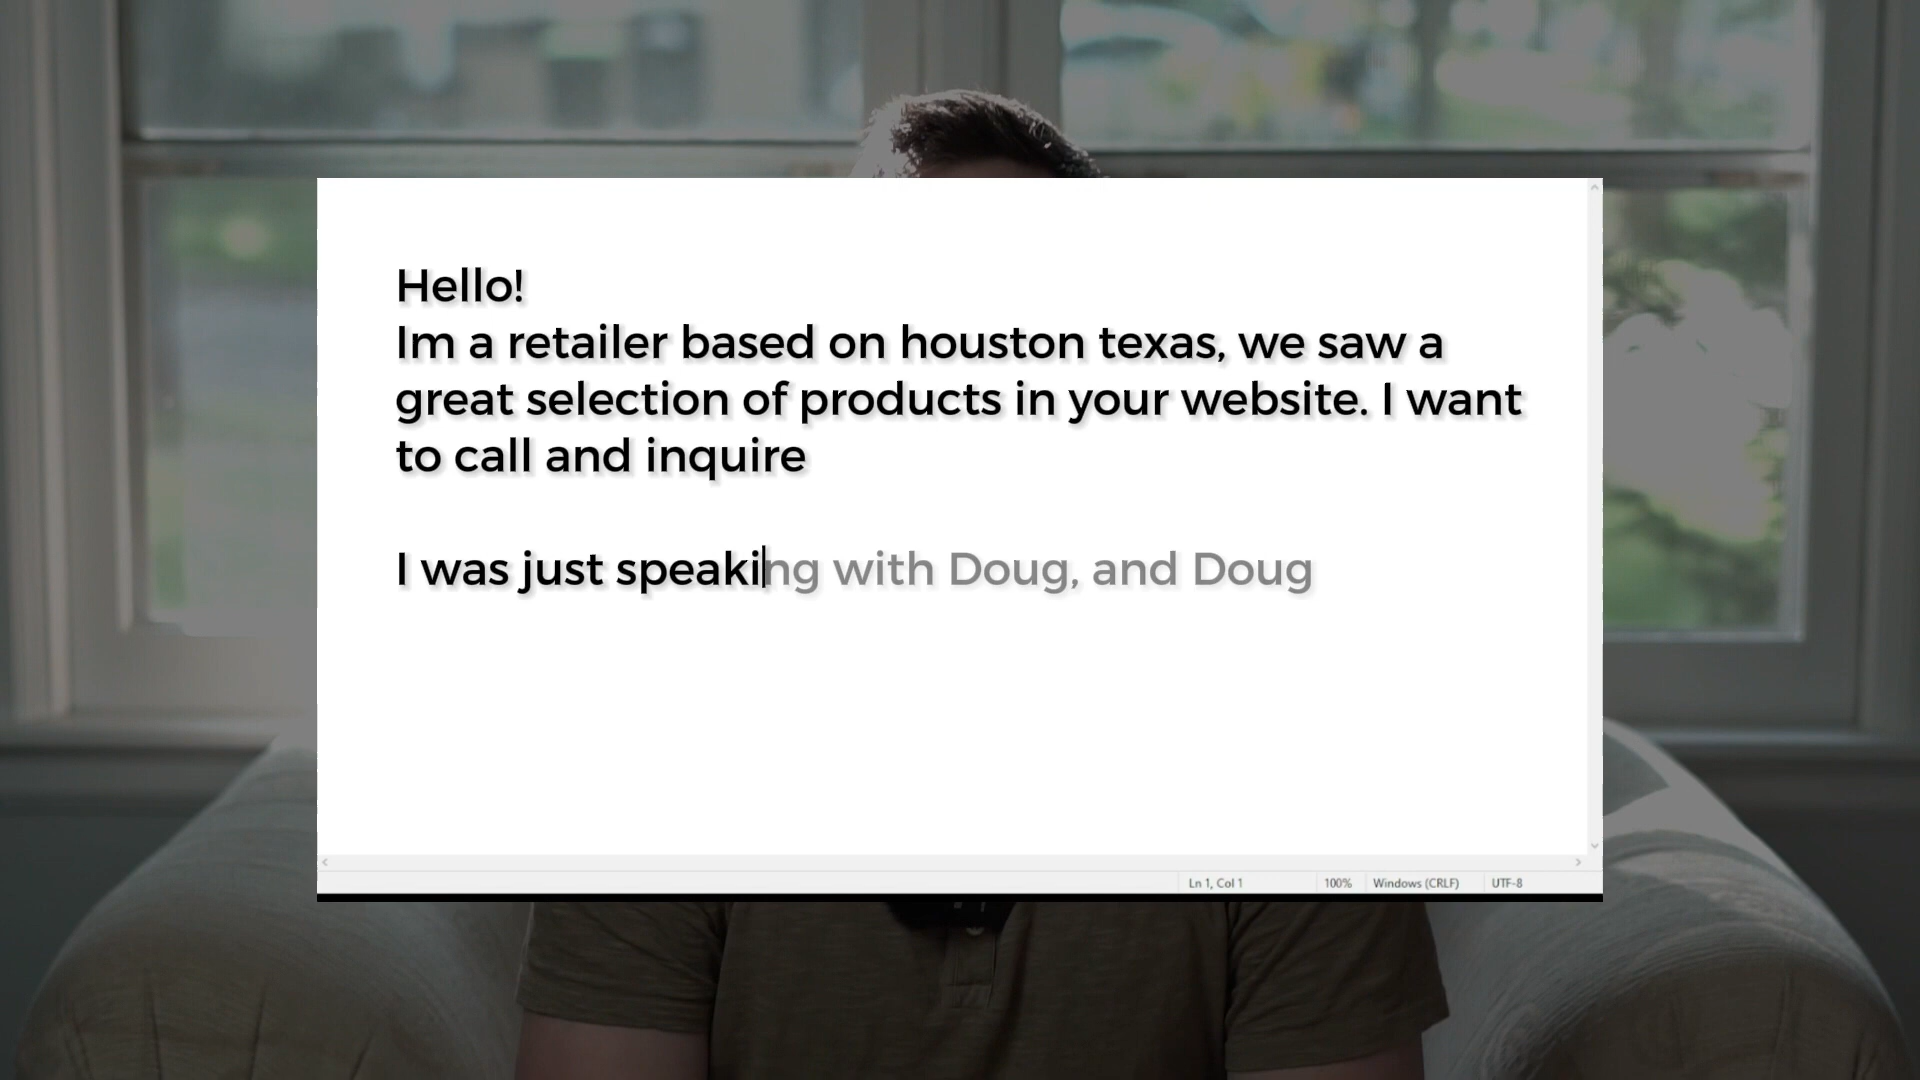 Hello!
Im a retailer based on houston texas, we saw a
great selection of products in your website. I want
to call and inquire
I was just speaking with Doug, and Doug
Ln 1, Col 1
100%
Windows (CRLF)
UTF-8